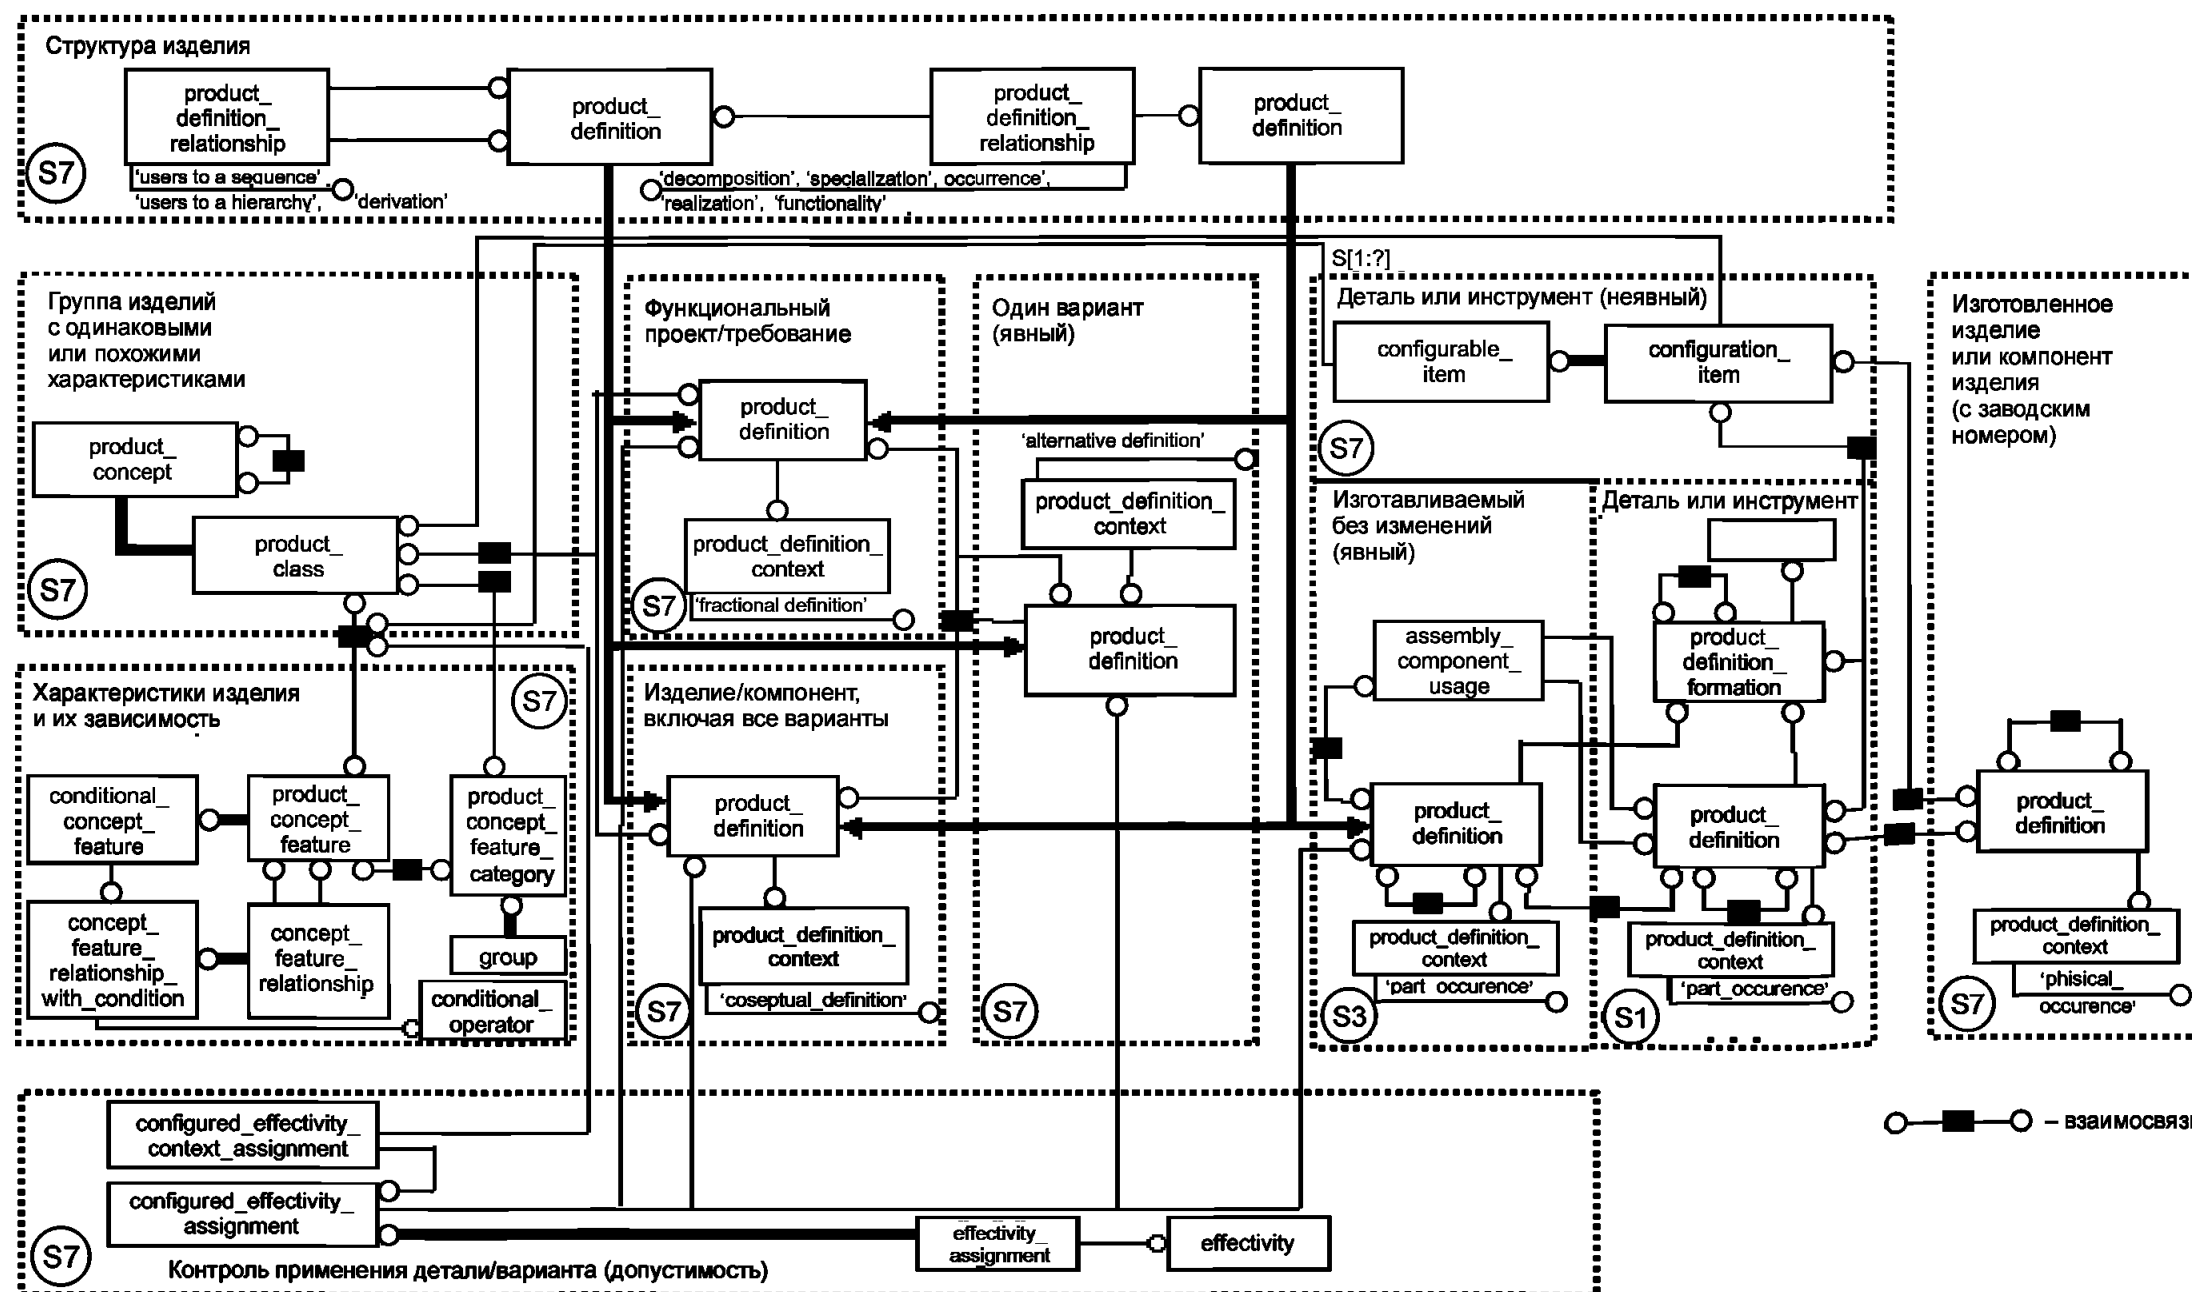 Структура изделия
product_
definition_
relationship
product_
definition
product_
definition_
relationship
product_
definition
S7
'users to a sequence'
'users to a hierarchy',
'derivation'
'decomposition', 'specialization', occurrence',
'realization', 'functionality'
S[1:?]
Группа изделий
с одинаковыми
или похожими
характеристиками
product_
concept
product_
class
S7
Функциональный
проект/требование
product_
definition
product_definition_
context
'fractional definition'
S7
Один вариант
(явный)
'alternative definition'
product_definition_
context
product_
definition
S7
Деталь или инструмент (неявный)
configurable_
item
configuration_
item
S7
Изготавливаемый
без изменений
(явный)
assembly_
component_
usage
product_
definition
product_definition_
context
'part occurence'
S3
Деталь или инструмент
product_
definition_
formation
product_
definition
product_definition_
context
'part_occurence'
S1
Изготовленное
изделие
или компонент
изделия
(с заводским
номером)
product_
definition
product_definition_
context
'phisical_
occurence'
S7
Характеристики изделия
и их зависимость
S7
conditional_
concept_
feature
product_
concept_
feature
product_
concept_
feature_
category
concept_
feature_
relationship_
with_condition
concept_
feature_
relationship
group
conditional_
operator
Изделие/компонент,
включая все варианты
product_
definition
product_definition_
context
'coseptual_definition'
S7
configured_effectivity_
context_assignment
configured_effectivity_
assignment
effectivity_
assignment
effectivity
S7
Контроль применения детали/варианта (допустимость)
– взаимосвязи